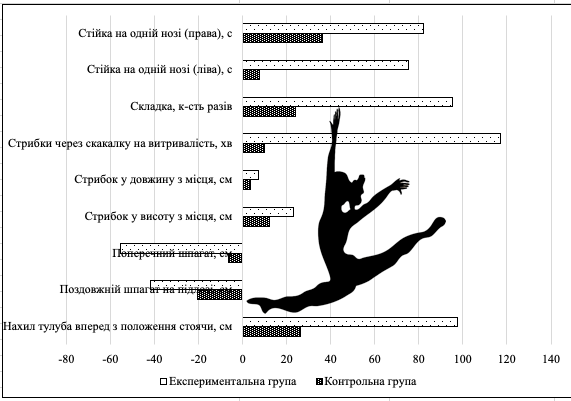 Стійка на одній нозі (права), с
Стійка на одній нозі (ліва), с
Складка, к-сть разів
Стрибки через скакалку на витривалість, хв
Стрибок у довжину з місця, см
Стрибок у висоту з місця, см
Поперечний шпагат, см
Поздовжній шпагат на підлозі, см
Нахил тулуба вперед з положення стоячи, см
-80 -60 -40 -20 0 20 40 60 80 100 120 140
Експериментальна група Контрольна група